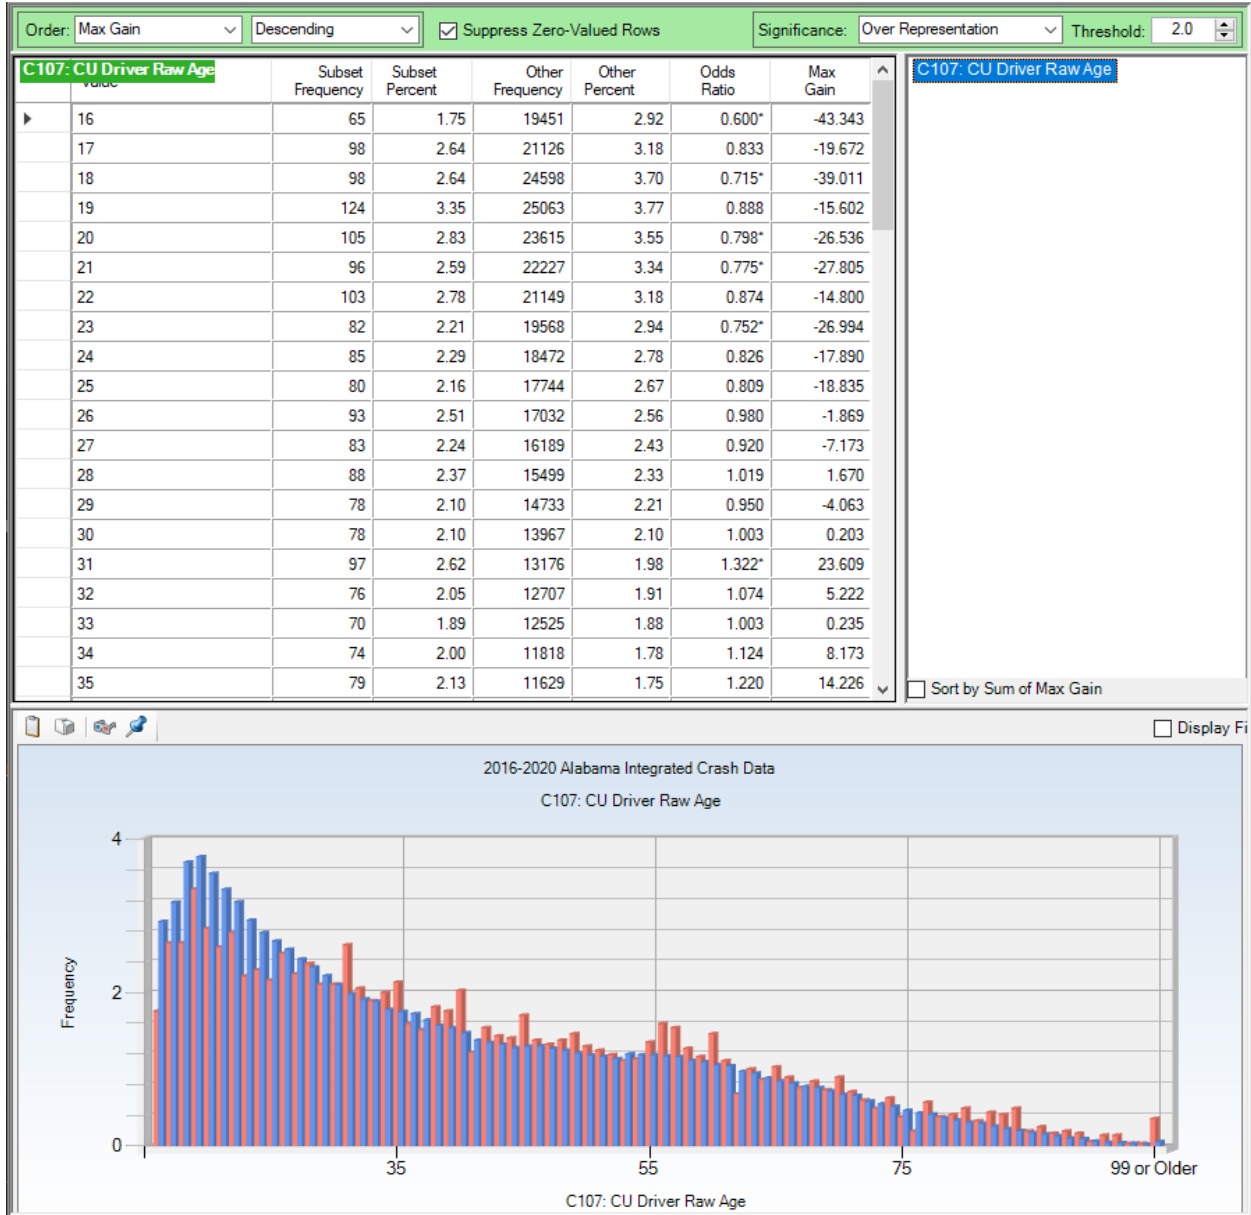 Order: Max Gain Descending Suppress Zero-Valued Rows Significance: Over Representation Threshold: 2.0
C107: CU Driver Raw Age Subset Frequency Subset Percent Other Frequency Other Percent Odds Ratio Max Gain
Value
16 65 1.75 19451 2.92 0.600* -43.343
17 98 2.64 21126 3.18 0.833 -19.672
18 98 2.64 24598 3.70 0.715* -39.011
19 124 3.35 25063 3.77 0.888 -15.602
20 105 2.83 23615 3.55 0.798* -26.536
21 96 2.59 22227 3.34 0.775* -27.805
22 103 2.78 21149 3.18 0.874 -14.800
23 82 2.21 19568 2.94 0.752* -26.994
24 85 2.29 18472 2.78 0.826 -17.890
25 80 2.16 17744 2.67 0.809 -18.835
26 93 2.51 17032 2.56 0.980 -1.869
27 83 2.24 16189 2.43 0.920 -7.173
28 88 2.37 15499 2.33 1.019 1.670
29 78 2.10 14733 2.21 0.950 -4.063
30 78 2.10 13967 2.10 1.003 0.203
31 97 2.62 13176 1.98 1.322* 23.609
32 76 2.05 12707 1.91 1.074 5.222
33 70 1.89 12525 1.88 1.003 0.235
34 74 2.00 11818 1.78 1.124 8.173
35 79 2.13 11629 1.75 1.220 14.226
C107: CU Driver Raw Age
Sort by Sum of Max Gain
Display Fi
2016-2020 Alabama Integrated Crash Data
C107: CU Driver Raw Age
4
2
0
Frequency
35 55 75 99 or Older
C107: CU Driver Raw Age